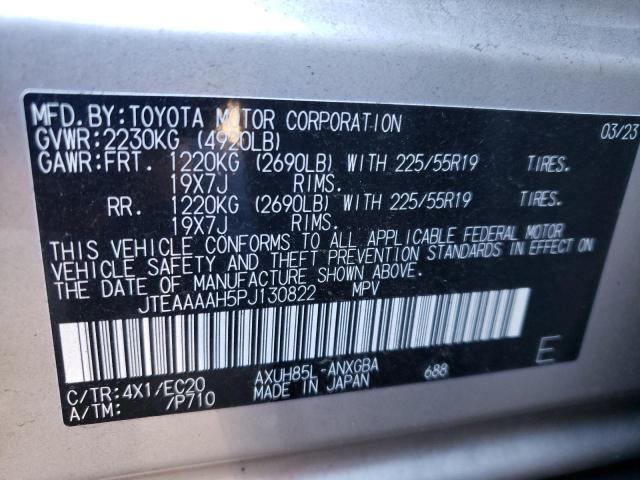 MFD.BY:TOYOTA MOTOR CORPORATION 03/23
GVWR:2230KG (4920LB)
GAWR:FRT. 1220KG (2690LB) WITH 225/55R19 TIRES.
19X7J RIMS.
RR. 1220KG (2690LB) WITH 225/55R19 TIRES.
19X7J RIMS.
THIS VEHICLE CONFORMS TO ALL APPLICABLE FEDERAL MOTOR
VEHICLE SAFETY AND THEFT PREVENTION STANDARDS IN EFFECT ON
THE DATE OF MANUFACTURE SHOWN ABOVE.
JTEAAAAH5PJ130822 MPV
E
C/TR:4X1/EC20 AXUH85L-ANXGBA 688
A/TM: /P710 MADE IN JAPAN